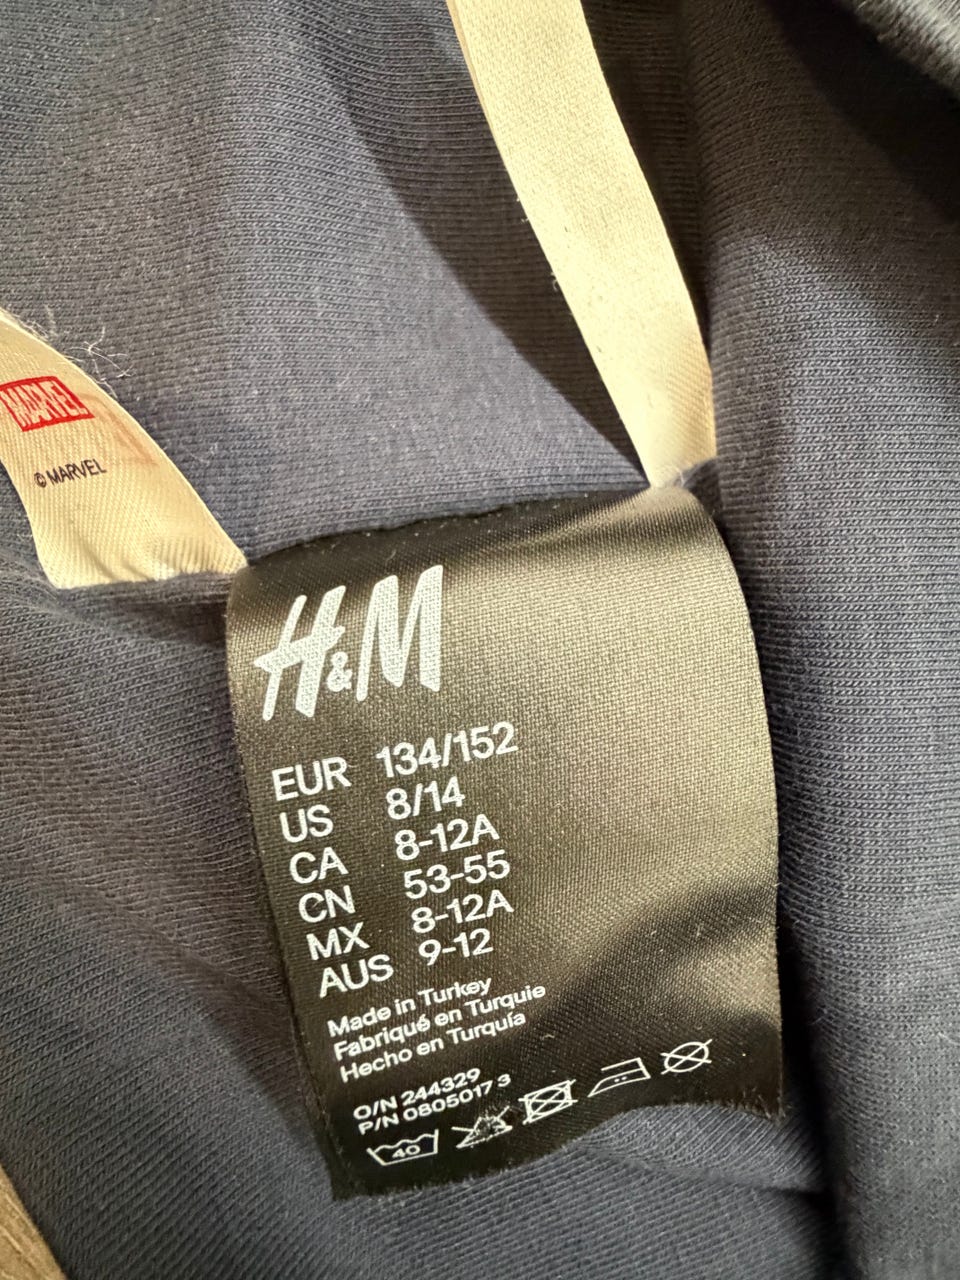 MARVEL
© MARVEL
H&M
EUR 134/152
US 8/14
CA 8-12A
CN 53-55
MX 8-12A
AUS 9-12
Made in Turkey
Fabriqué en Turquie
Hecho en Turquía
O/N 244329
P/N 0805017 3
40